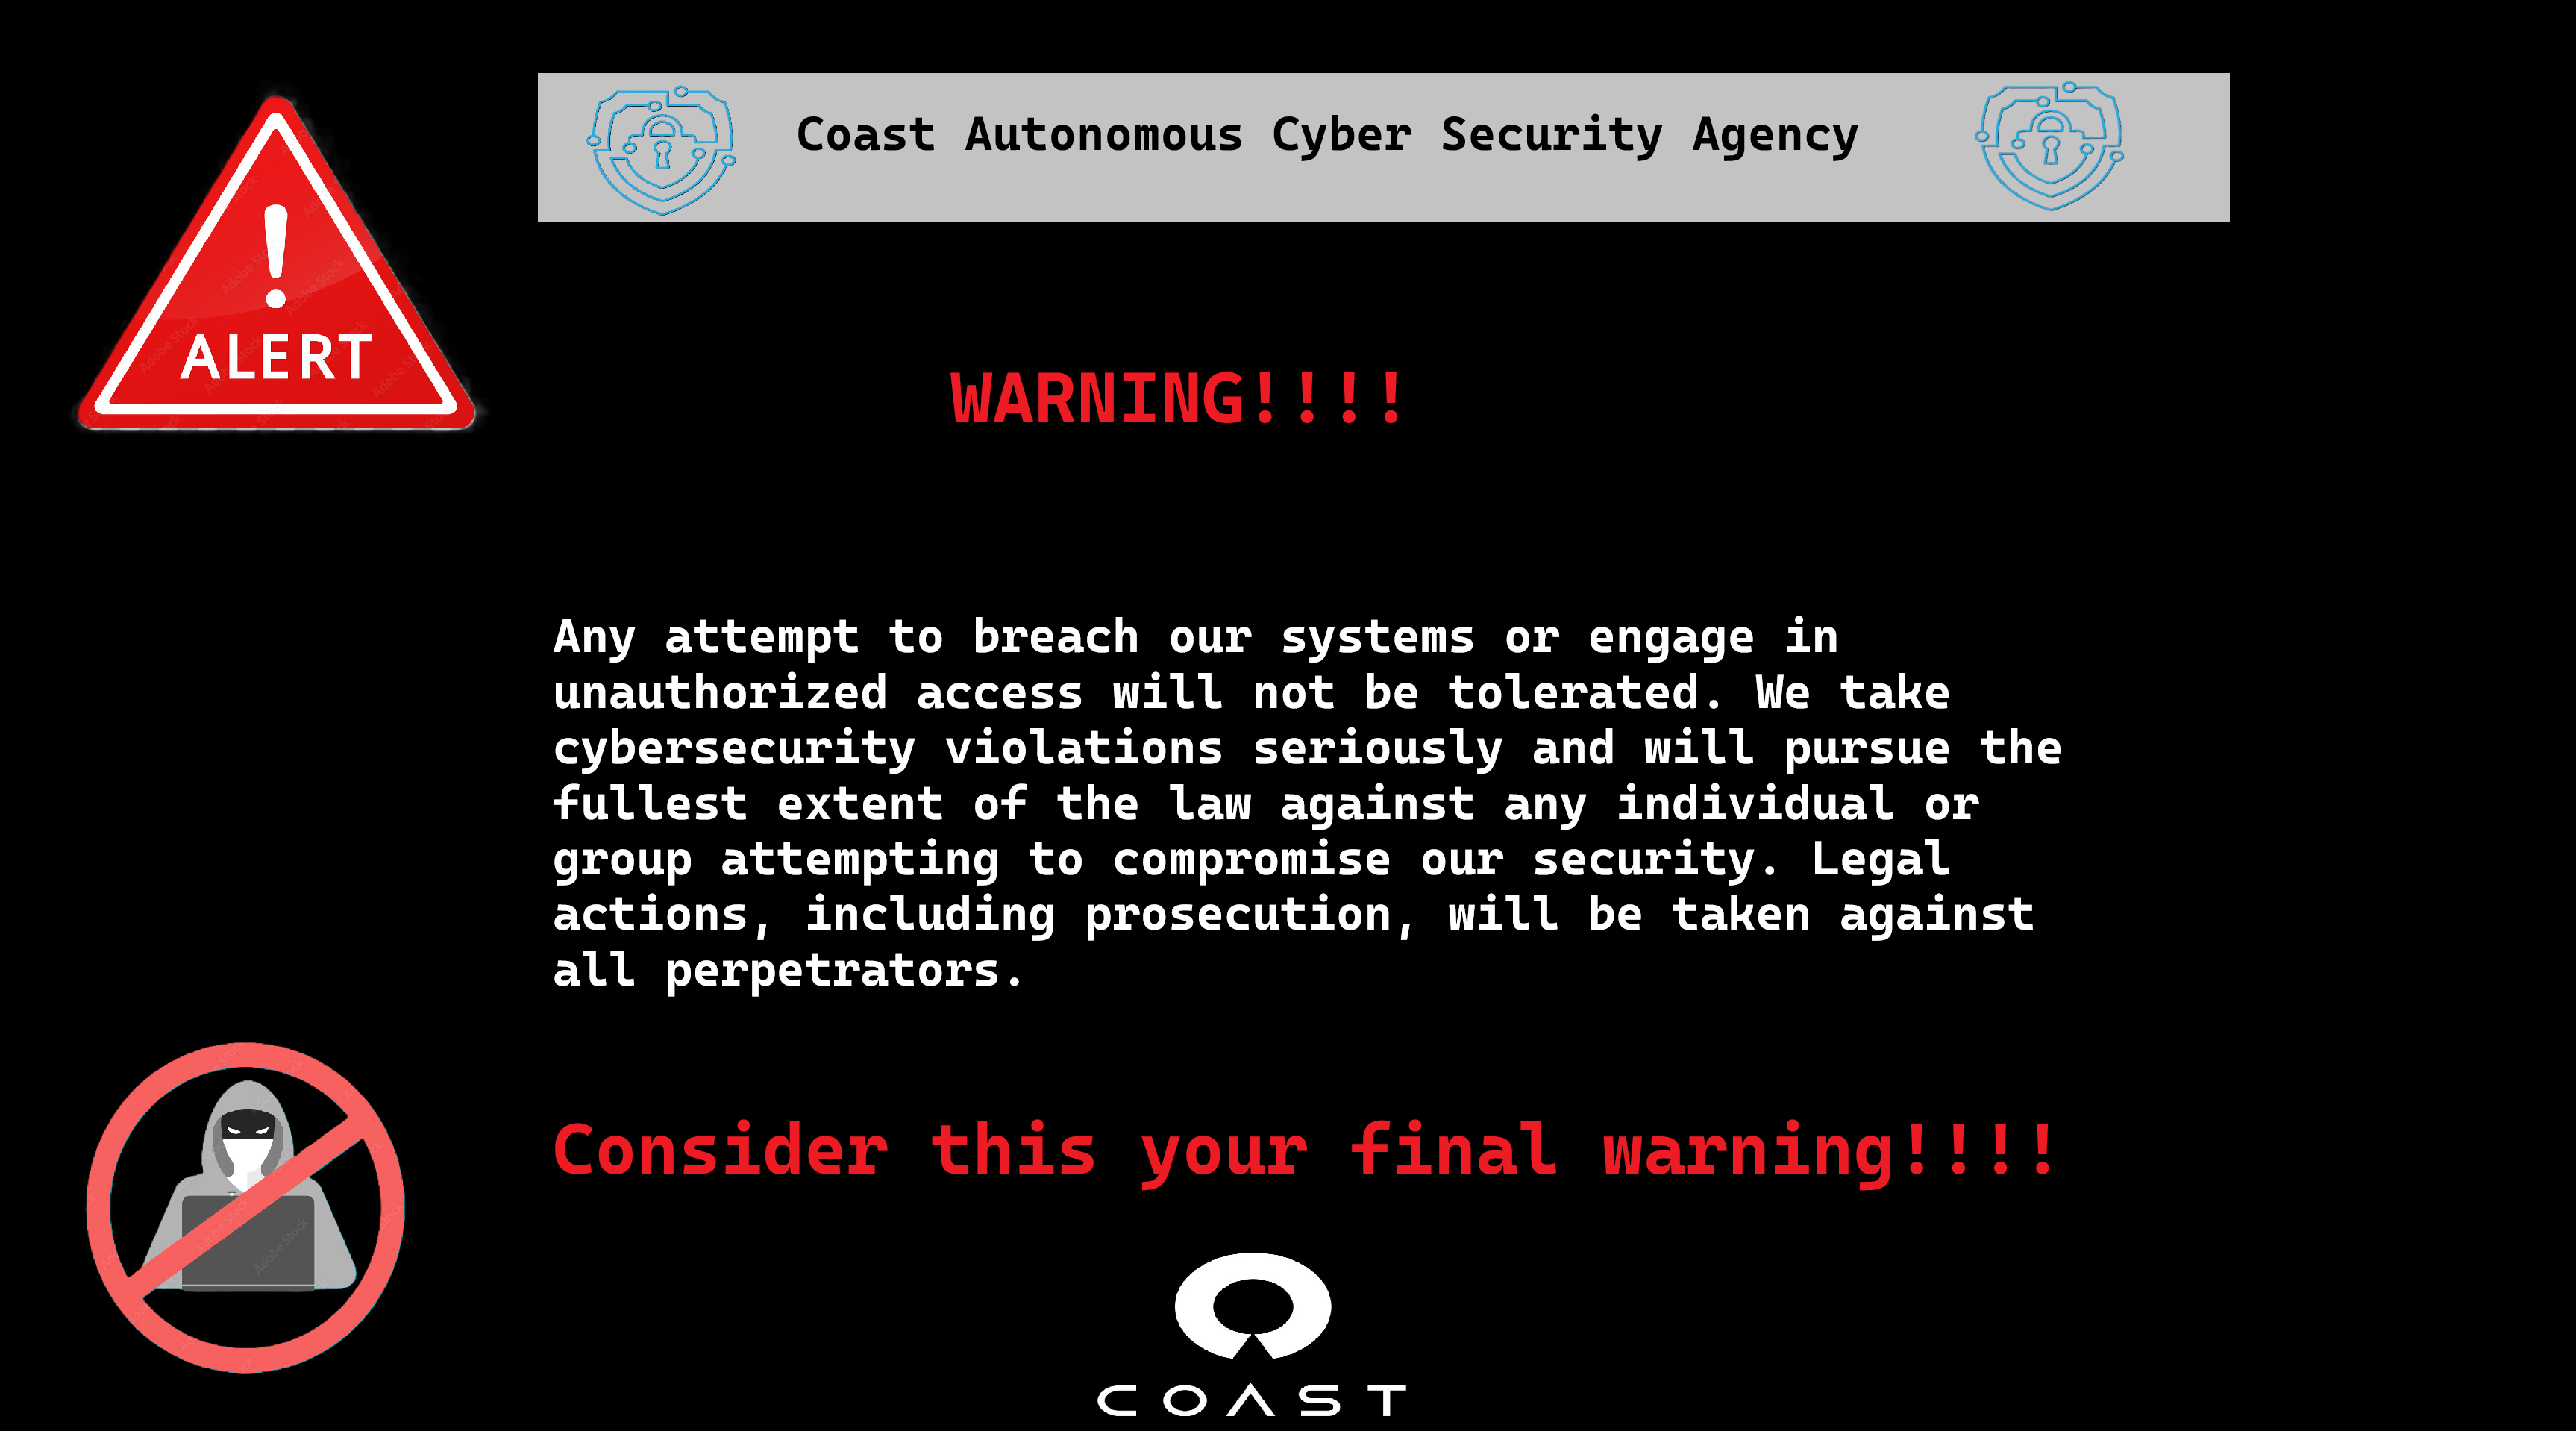 Coast Autonomous Cyber Security Agency
ALERT
WARNING!!!!
Any attempt to breach our systems or engage in
unauthorized access will not be tolerated. We take
cybersecurity violations seriously and will pursue the
fullest extent of the law against any individual or
group attempting to compromise our security. Legal
actions, including prosecution, will be taken against
all perpetrators.
Consider this your final warning!!!!
COAST